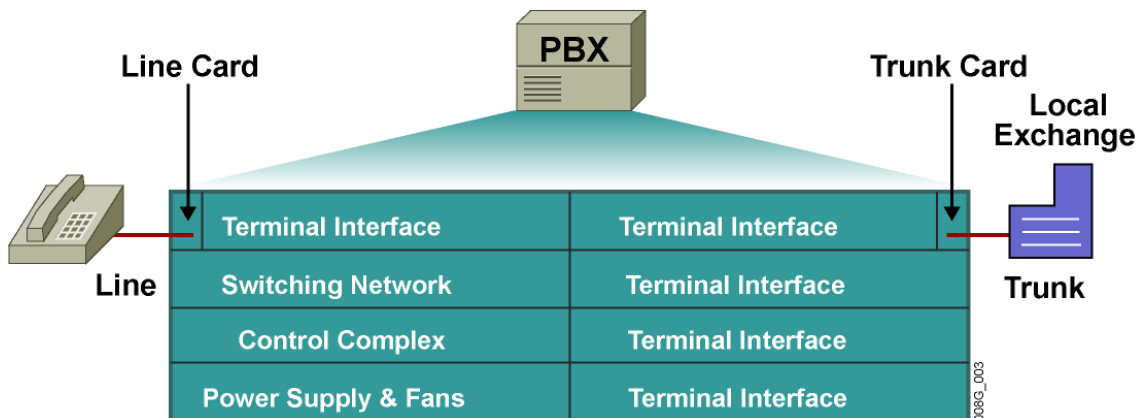 PBX
Line Card
Trunk Card
Local
Exchange
Terminal Interface
Terminal Interface
Line
Switching Network
Terminal Interface
Trunk
Control Complex
Terminal Interface
Power Supply & Fans
Terminal Interface
008G_003